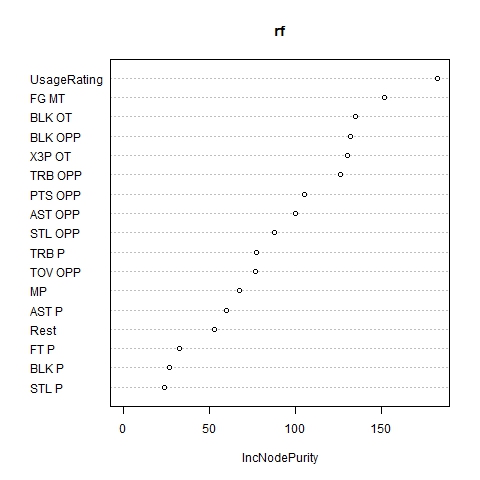 rf
UsageRating
FG MT
BLK OT
BLK OPP
X3P OT
TRB OPP
PTS OPP
AST OPP
STL OPP
TRB P
TOV OPP
MP
AST P
Rest
FT P
BLK P
STL P
0 50 100 150
IncNodePurity